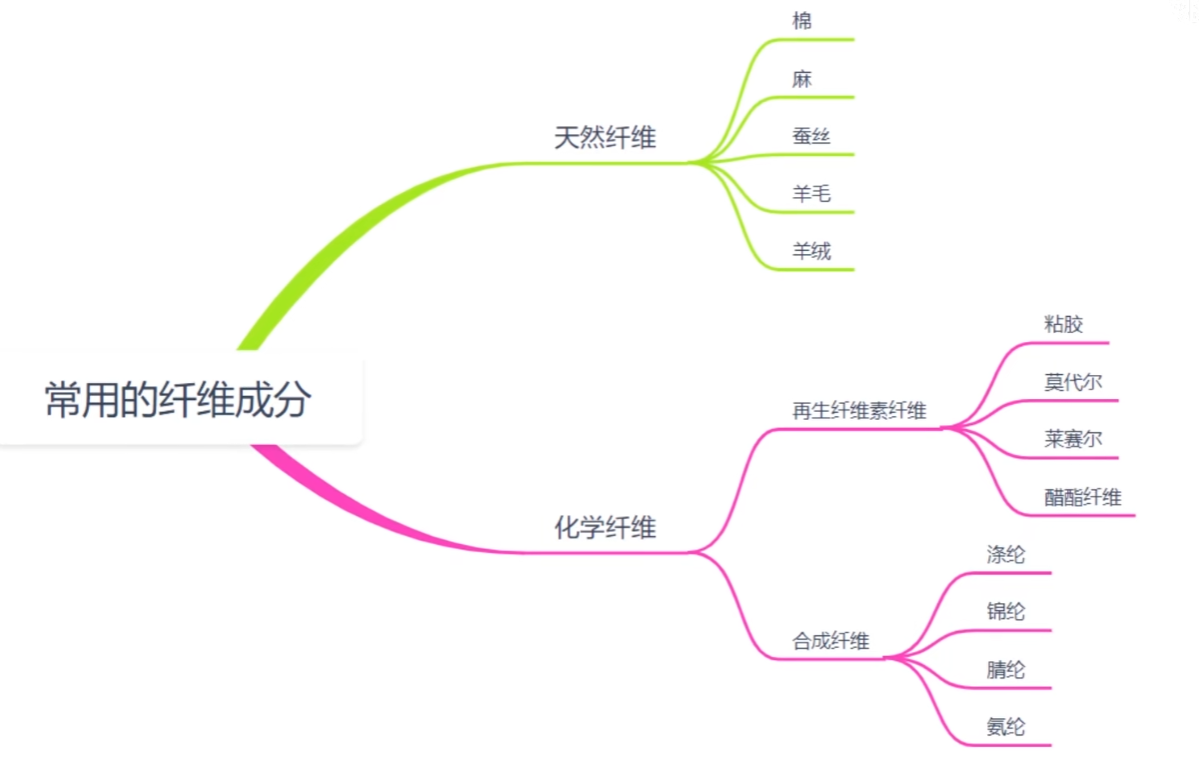 棉
麻
天然纤维
蚕丝
羊毛
羊绒
常用的纤维成分
粘胶
莫代尔
再生纤维素纤维
莱赛尔
醋酯纤维
化学纤维
涤纶
锦纶
合成纤维
腈纶
氨纶